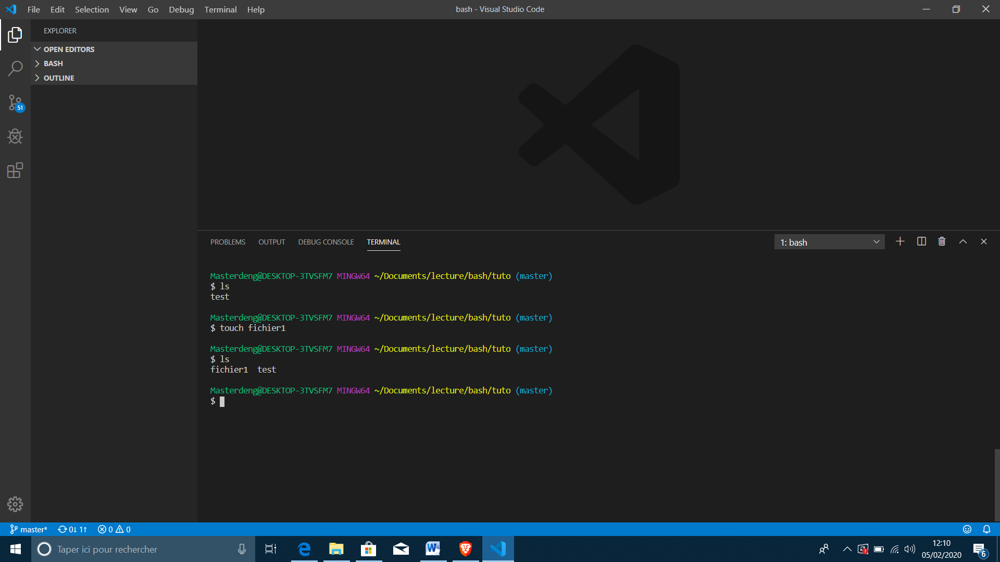 File Edit Selection View Go Debug Terminal Help
bash - Visual Studio Code
EXPLORER
OPEN EDITORS
BASH
OUTLINE
51
PROBLEMS OUTPUT DEBUG CONSOLE TERMINAL
1: bash
Masterdeng@DESKTOP-3TVSFM7 MINGW64 ~/Documents/lecture/bash/tuto (master)
$ ls
test
Masterdeng@DESKTOP-3TVSFM7 MINGW64 ~/Documents/lecture/bash/tuto (master)
$ touch fichier1
Masterdeng@DESKTOP-3TVSFM7 MINGW64 ~/Documents/lecture/bash/tuto (master)
$ ls
fichier1  test
Masterdeng@DESKTOP-3TVSFM7 MINGW64 ~/Documents/lecture/bash/tuto (master)
$
master* 0↓ 1↑ 0 0
Taper ici pour rechercher
12:10
05/02/2020
6